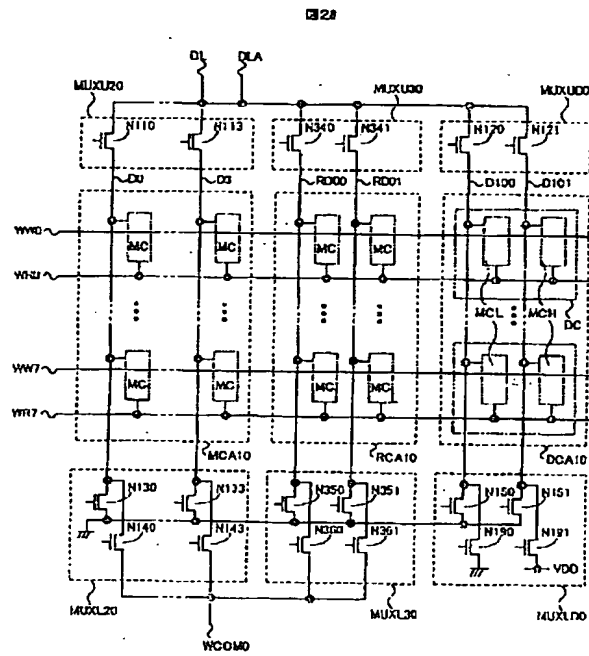 図28
DL DLA
MUXU20 MUXU30 MUXUD0
N110 N113 N340 N341 N120 N121
D0 D3 RD00 RD01 D100 D101
WW0
MC MC MC MC
WR0
MCL MCH
DC
WW7
MC MC MC MC
WR7
MCA10 RCA10 DCA10
N130 N133 N350 N351 N150 N151
N140 N143 N360 N361 N190 N191
VDD
MUXL20 MUXL30 MUXLD0
WCOM0